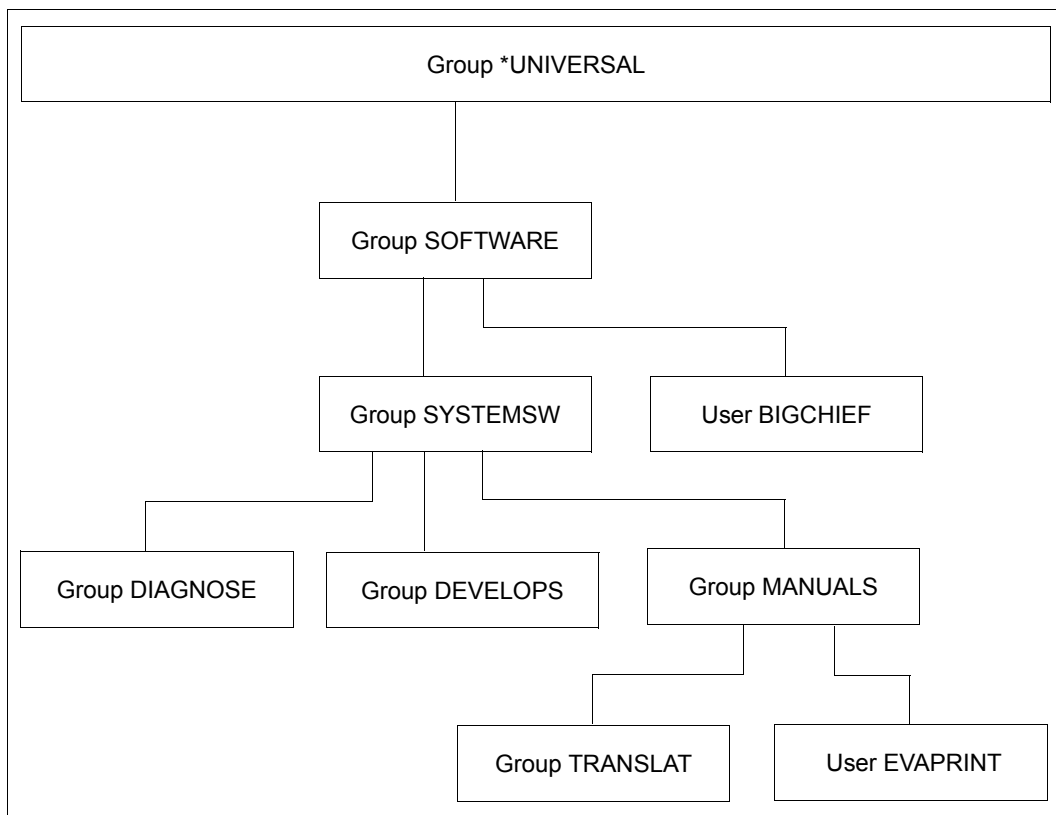 Group *UNIVERSAL
Group SOFTWARE
Group SYSTEMSW
User BIGCHIEF
Group DIAGNOSE
Group DEVELOPS
Group MANUALS
Group TRANSLAT
User EVAPRINT